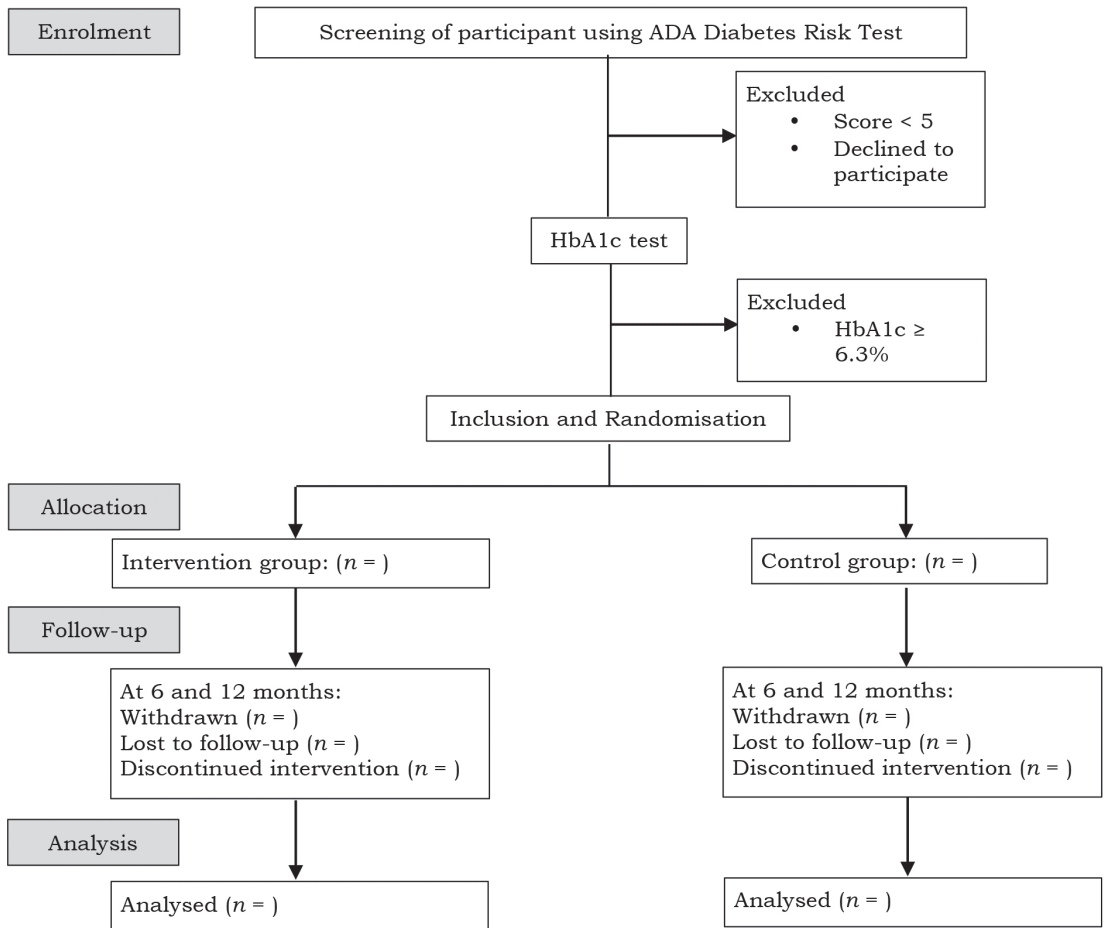 Enrolment
Screening of participant using ADA Diabetes Risk Test
Excluded
• Score < 5
• Declined to
participate
HbA1c test
Excluded
• HbA1c ≥
6.3%
Inclusion and Randomisation
Allocation
Intervention group: (n = )
Control group: (n = )
Follow-up
At 6 and 12 months:
Withdrawn (n = )
Lost to follow-up (n = )
Discontinued intervention (n = )
At 6 and 12 months:
Withdrawn (n = )
Lost to follow-up (n = )
Discontinued intervention (n = )
Analysis
Analysed (n = )
Analysed (n = )